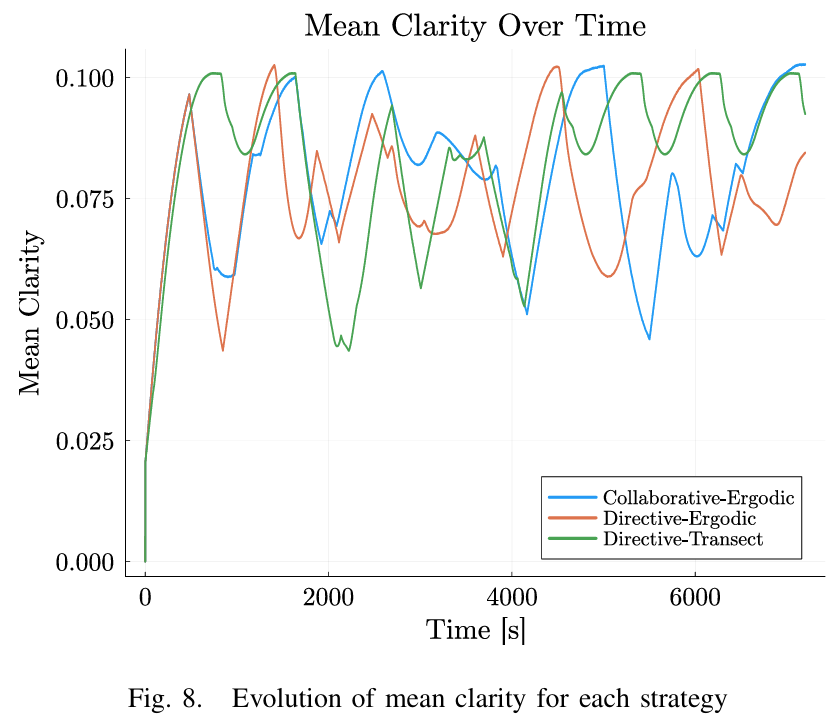 Mean Clarity Over Time
0.100
0.075
0.050
0.025
0.000
Mean Clarity
Collaborative-Ergodic
Directive-Ergodic
Directive-Transect
0 2000 4000 6000
Time [s]
Fig. 8. Evolution of mean clarity for each strategy